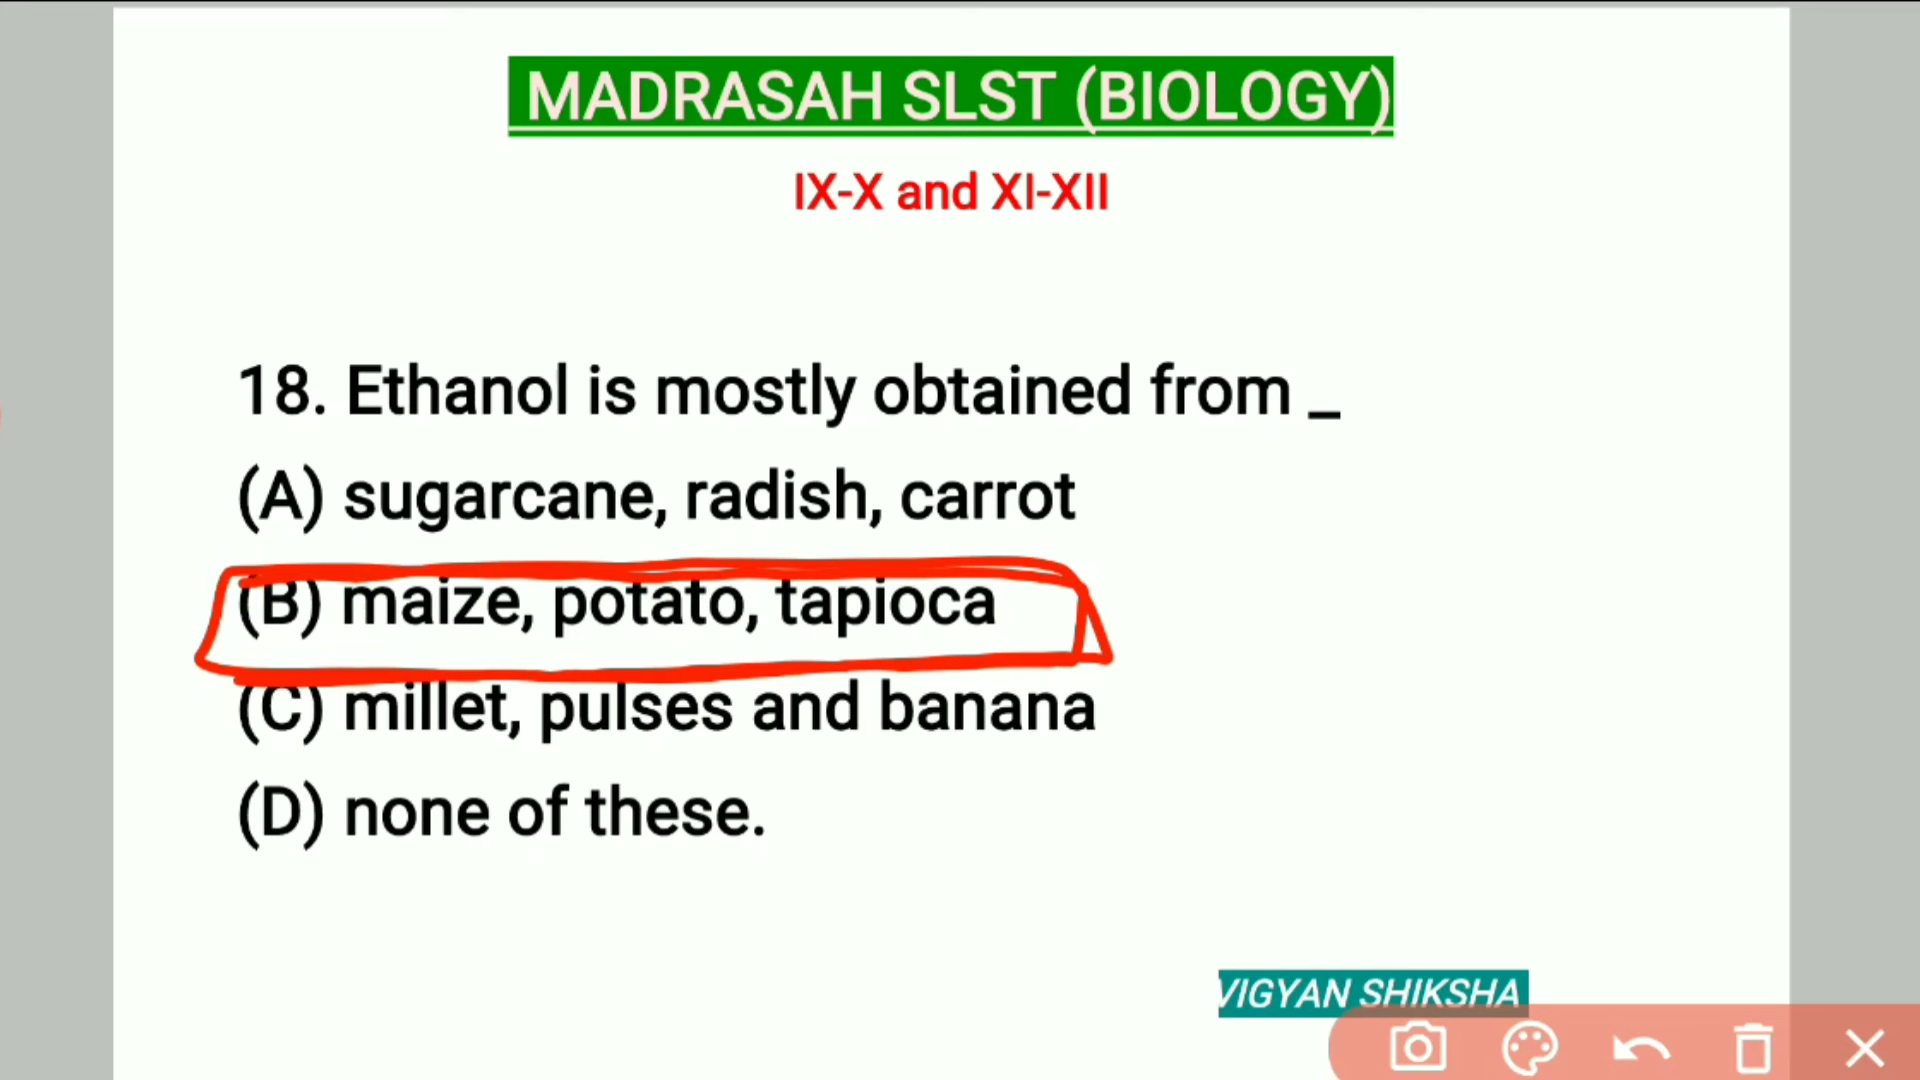 MADRASAH SLST (BIOLOGY)
IX-X and XI-XII
18. Ethanol is mostly obtained from _
(A) sugarcane, radish, carrot
(B) maize, potato, tapioca
(C) millet, pulses and banana
(D) none of these.
VIGYAN SHIKSHA